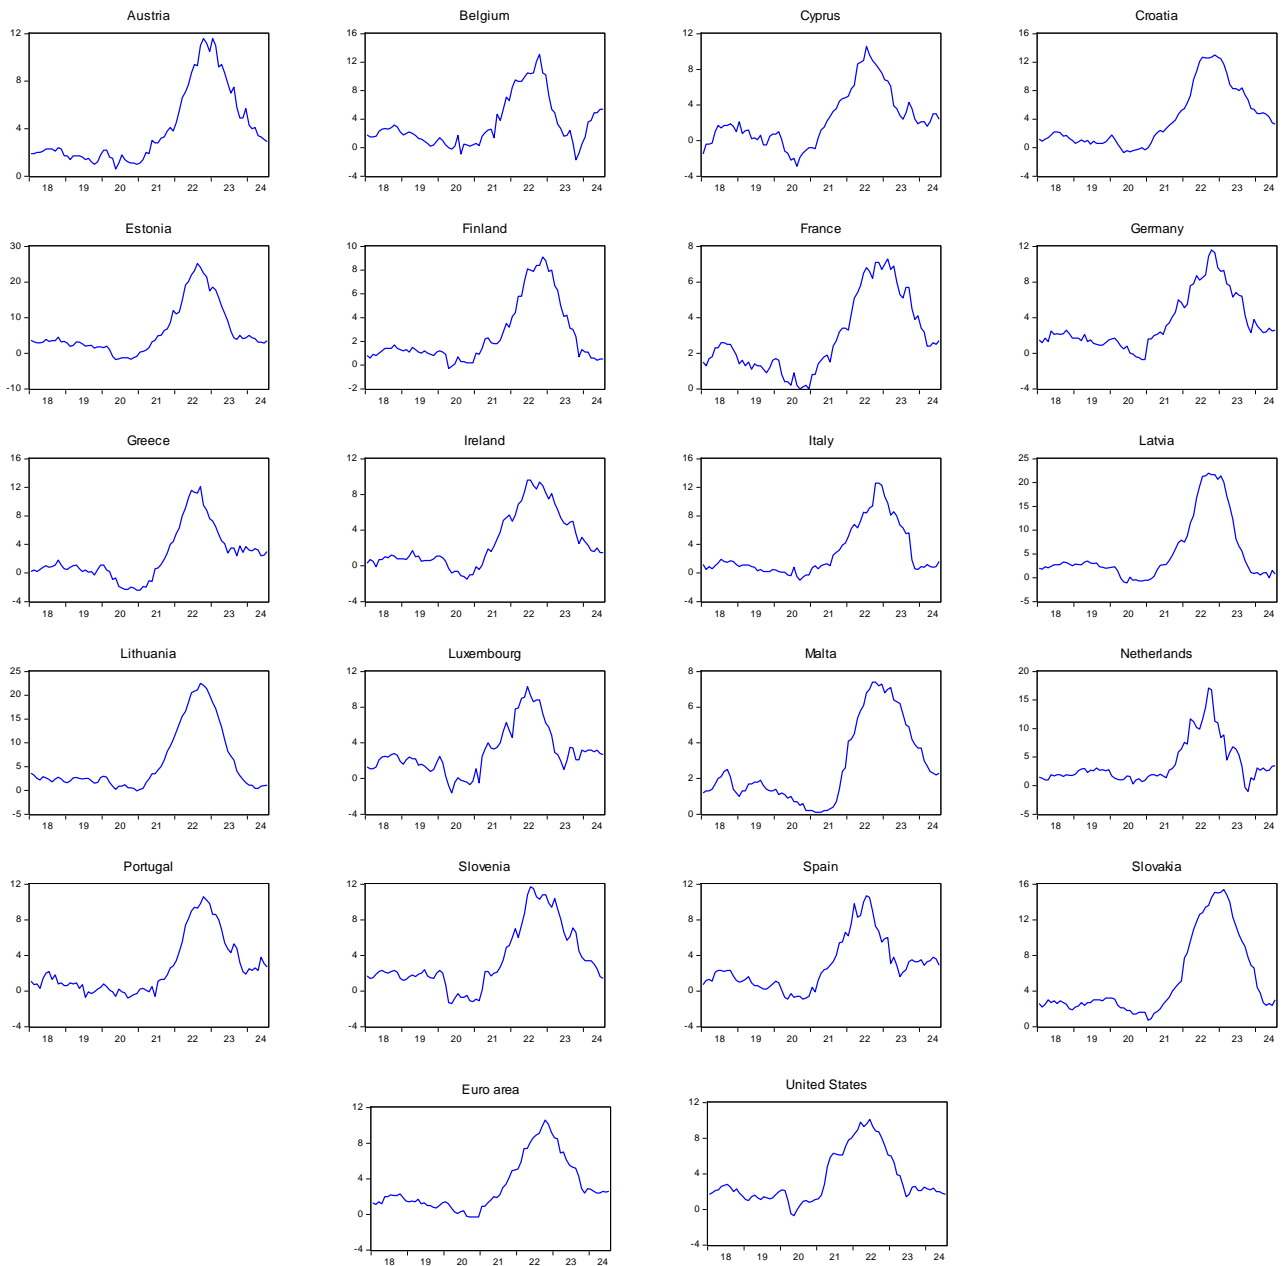 Austria
12
8
4
0
18 19 20 21 22 23 24
Belgium
16
12
8
4
0
-4
18 19 20 21 22 23 24
Cyprus
12
8
4
0
-4
18 19 20 21 22 23 24
Croatia
16
12
8
4
0
-4
18 19 20 21 22 23 24
Estonia
30
20
10
0
-10
18 19 20 21 22 23 24
Finland
10
8
6
4
2
0
-2
18 19 20 21 22 23 24
France
8
6
4
2
0
18 19 20 21 22 23 24
Germany
12
8
4
0
-4
18 19 20 21 22 23 24
Greece
16
12
8
4
0
-4
18 19 20 21 22 23 24
Ireland
12
8
4
0
-4
18 19 20 21 22 23 24
Italy
16
12
8
4
0
-4
18 19 20 21 22 23 24
Latvia
25
20
15
10
5
0
-5
18 19 20 21 22 23 24
Lithuania
25
20
15
10
5
0
-5
18 19 20 21 22 23 24
Luxembourg
12
8
4
0
-4
18 19 20 21 22 23 24
Malta
8
6
4
2
0
18 19 20 21 22 23 24
Netherlands
20
15
10
5
0
-5
18 19 20 21 22 23 24
Portugal
12
8
4
0
-4
18 19 20 21 22 23 24
Slovenia
12
8
4
0
-4
18 19 20 21 22 23 24
Spain
12
8
4
0
-4
18 19 20 21 22 23 24
Slovakia
16
12
8
4
0
18 19 20 21 22 23 24
Euro area
12
8
4
0
-4
18 19 20 21 22 23 24
United States
12
8
4
0
-4
18 19 20 21 22 23 24